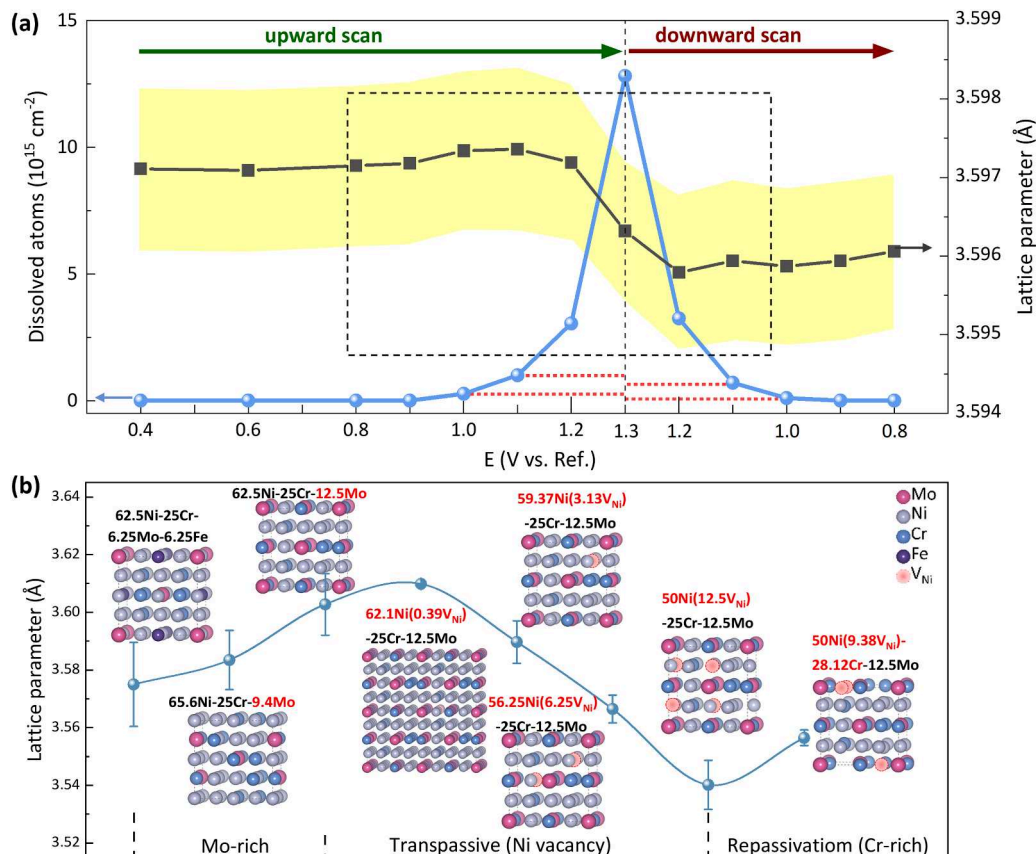 (a)
upward scan
downward scan
15
10
5
0
Dissolved atoms (10¹⁵ cm⁻²)
3.599
3.598
3.597
3.596
3.595
3.594
Lattice parameter (Å)
0.4 0.6 0.8 1.0 1.2 1.3 1.2 1.0 0.8
E (V vs. Ref.)
(b)
3.64
3.62
3.60
3.58
3.56
3.54
3.52
Lattice parameter (Å)
62.5Ni-25Cr-
6.25Mo-6.25Fe
62.5Ni-25Cr-12.5Mo
65.6Ni-25Cr-9.4Mo
62.1Ni(0.39V_Ni)
-25Cr-12.5Mo
59.37Ni(3.13V_Ni)
-25Cr-12.5Mo
56.25Ni(6.25V_Ni)
-25Cr-12.5Mo
50Ni(12.5V_Ni)
-25Cr-12.5Mo
50Ni(9.38V_Ni)-
28.12Cr-12.5Mo
Mo
Ni
Cr
Fe
V_Ni
Mo-rich
Transpassive (Ni vacancy)
Repassivatiom (Cr-rich)